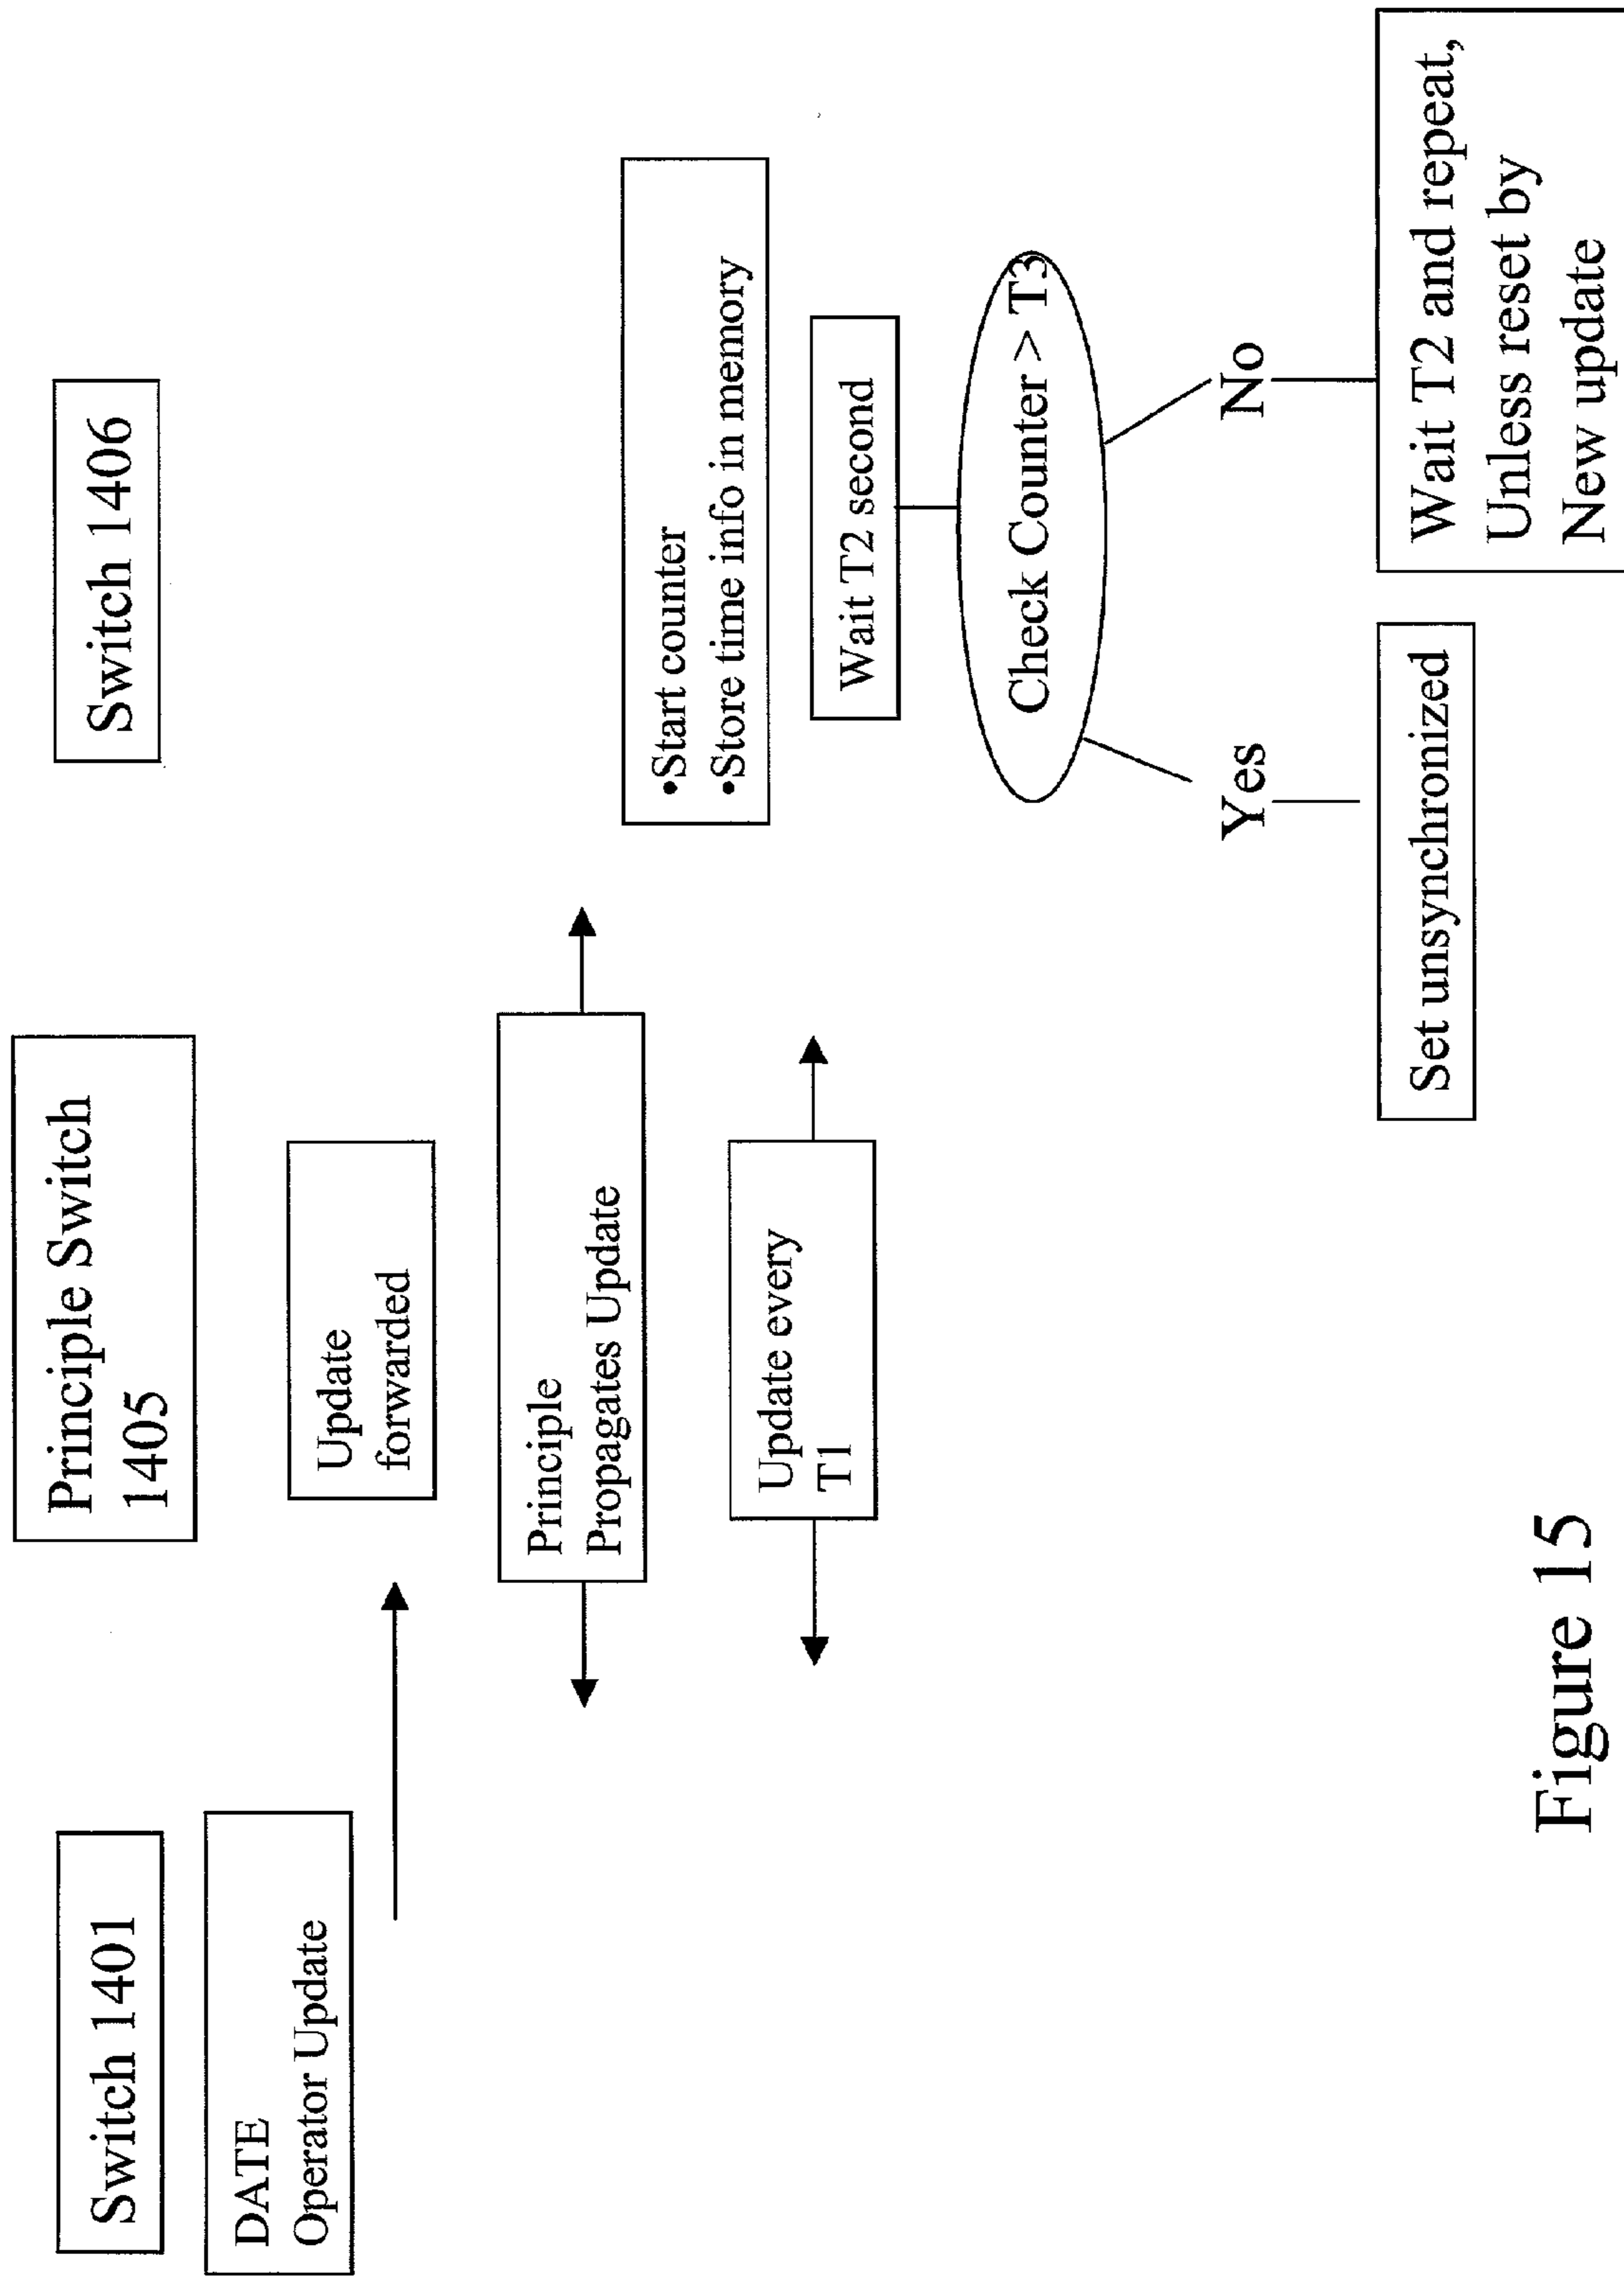 Switch 1401
Principle Switch
1405
Switch 1406
DATE
Operator Update
Update
forwarded
Principle
Propagates Update
Update every
T1
•Start counter
•Store time info in memory
Wait T2 second
Check Counter > T3
Yes
No
Set unsynchronized
Wait T2 and repeat,
Unless reset by
New update
Figure 15